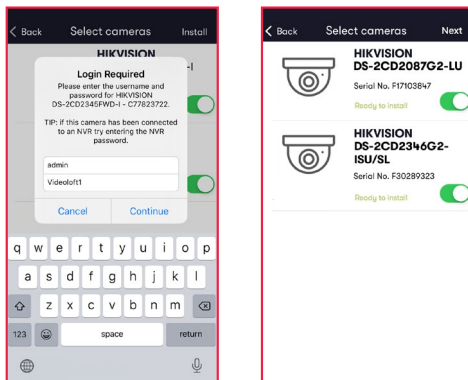 Back Select cameras Install
HIKVISION
-I
Login Required
Please enter the username and
password for HIKVISION
DS-2CD2345FWD-I - C77823722.
TIP: if this camera has been connected
to an NVR try entering the NVR
password.
admin
Videoloft1
Cancel Continue
q w e r t y u i o p
a s d f g h j k l
z x c v b n m
123 space return
Back Select cameras Next
HIKVISION
DS-2CD2087G2-LU
Serial No. F17103847
Ready to install
HIKVISION
DS-2CD2346G2-
ISU/SL
Serial No. F30289323
Ready to install